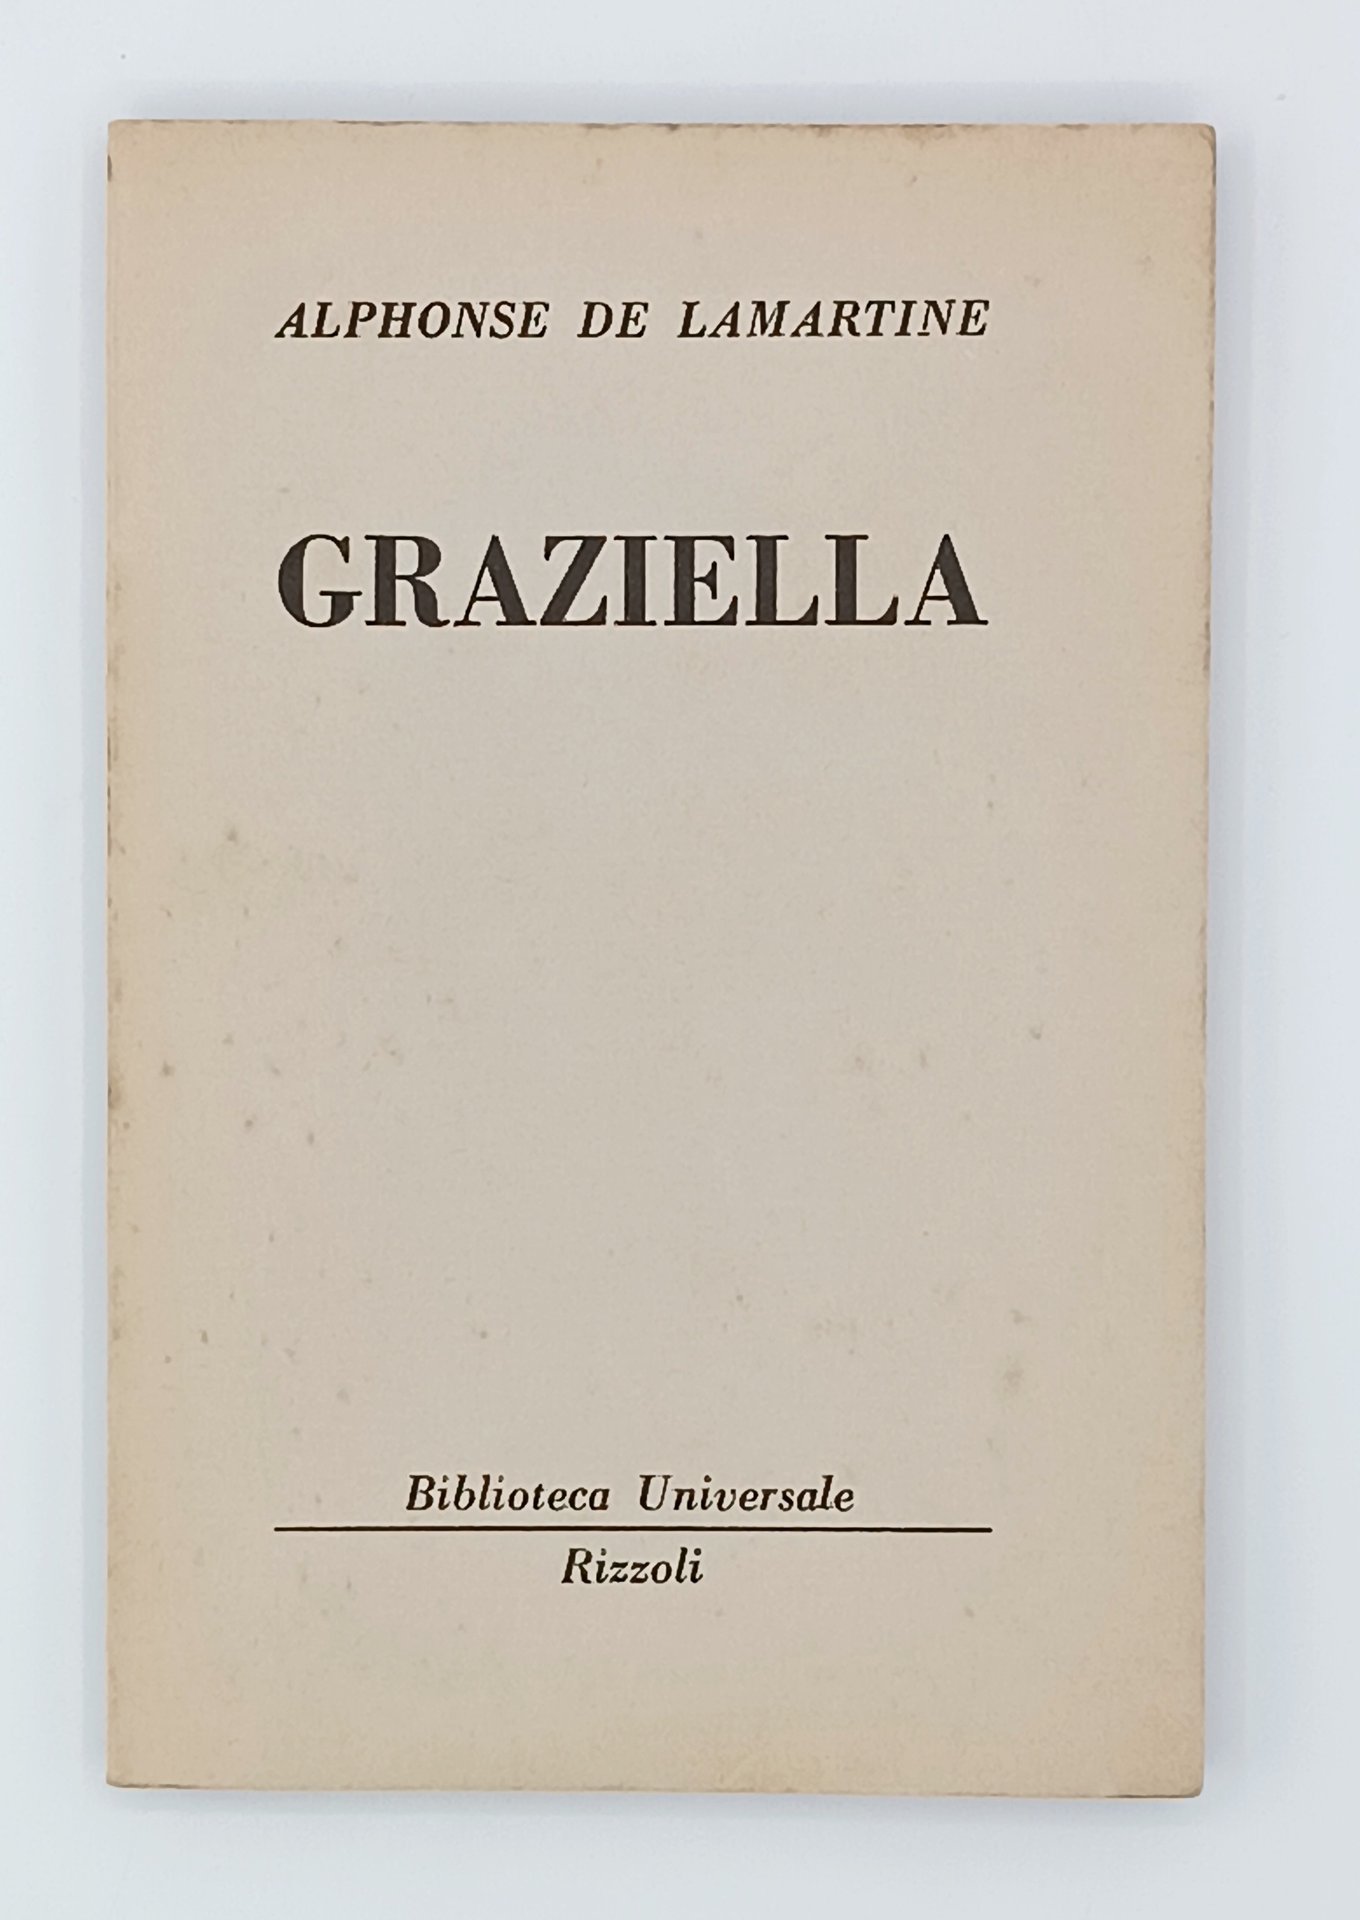 ALPHONSE DE LAMARTINE
GRAZIELLA
Biblioteca Universale
Rizzoli